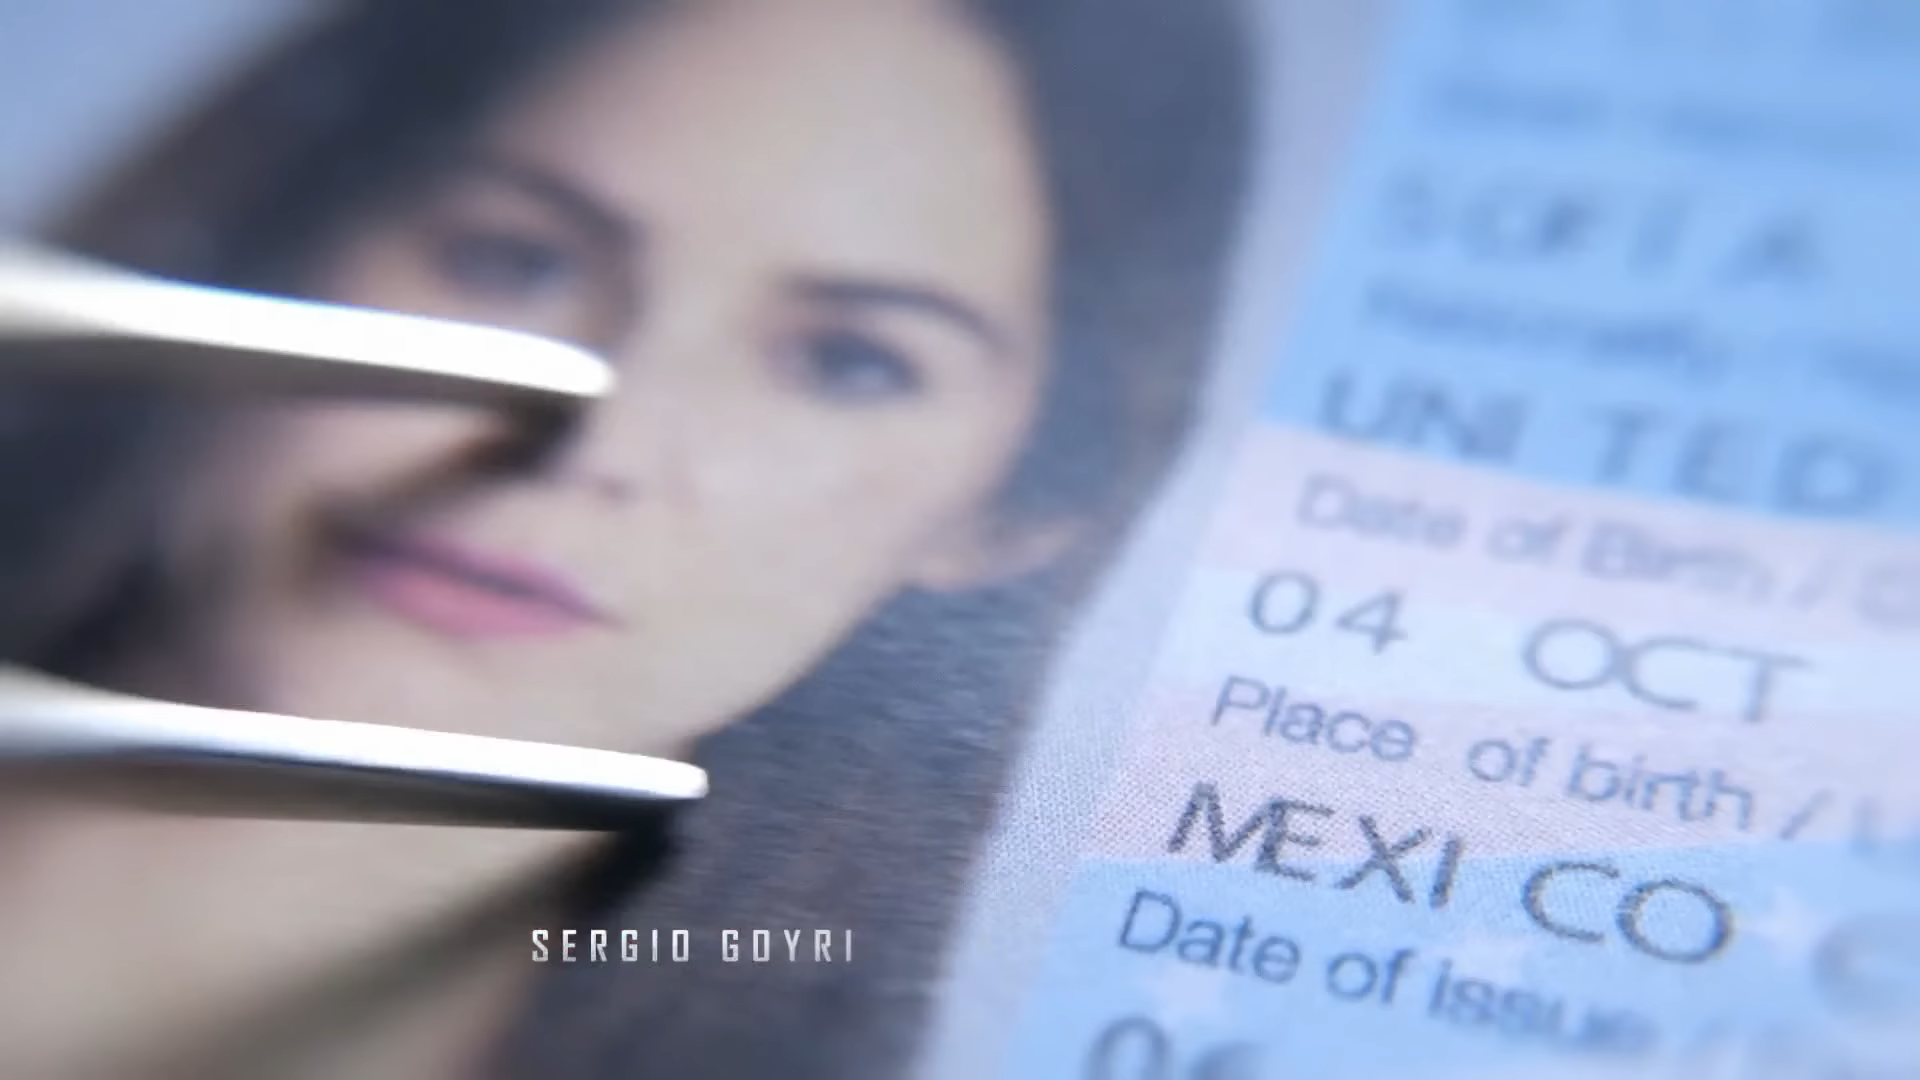 SOFIA
UNITED
Date of Birth /
04 OCT
Place of birth /
MEXICO
Date of issue /
SERGIO GOYRI